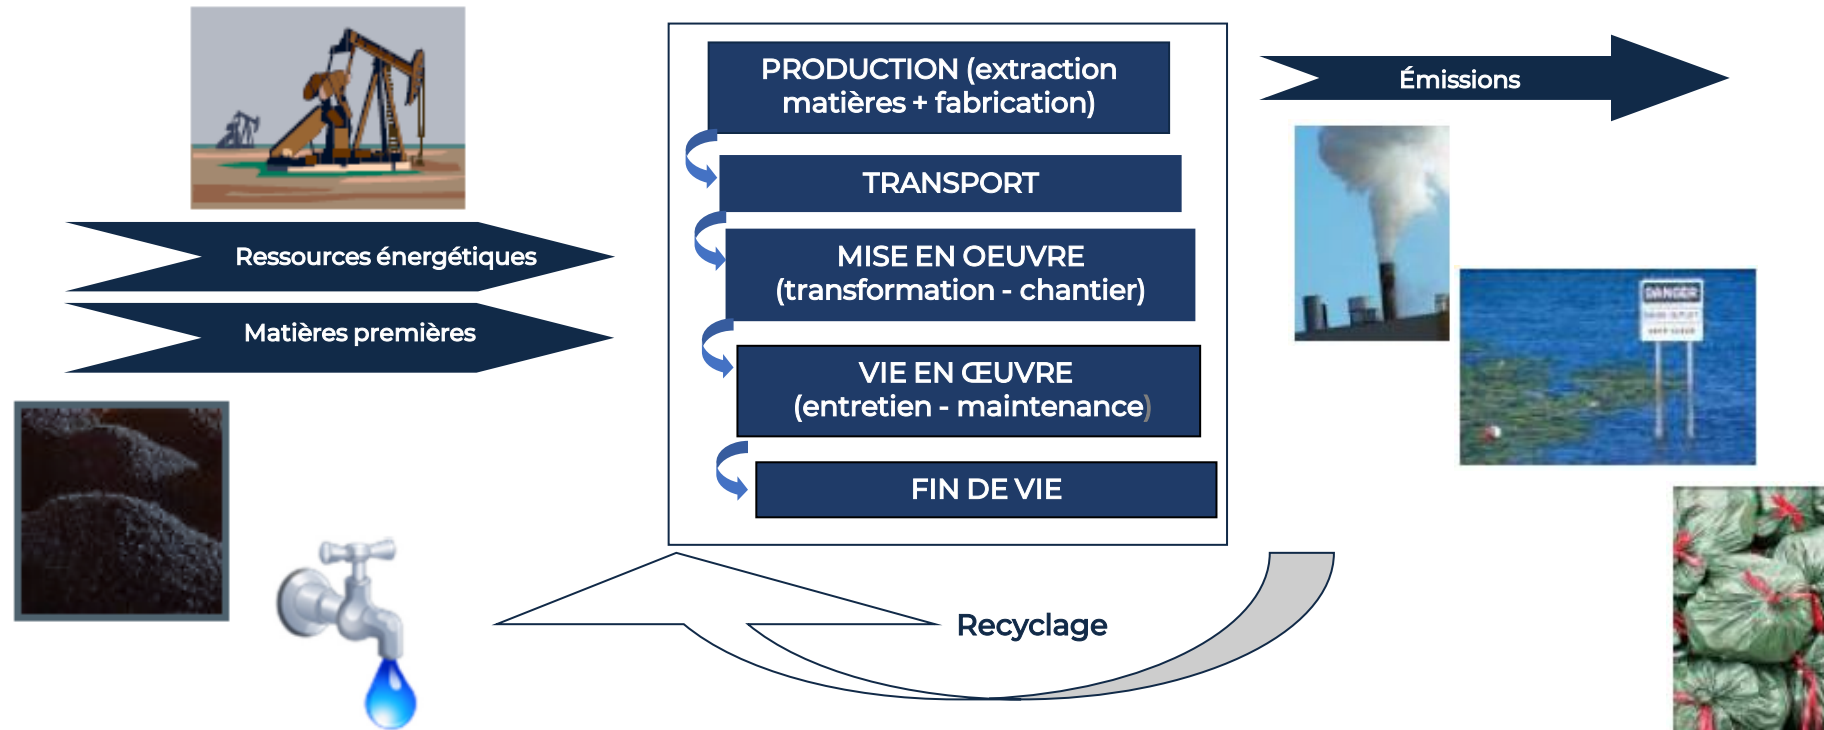 PRODUCTION (extraction
matières + fabrication)
TRANSPORT
MISE EN OEUVRE
(transformation - chantier)
VIE EN ŒUVRE
(entretien - maintenance)
FIN DE VIE
Ressources énergétiques
Matières premières
Émissions
DANGER
Recyclage